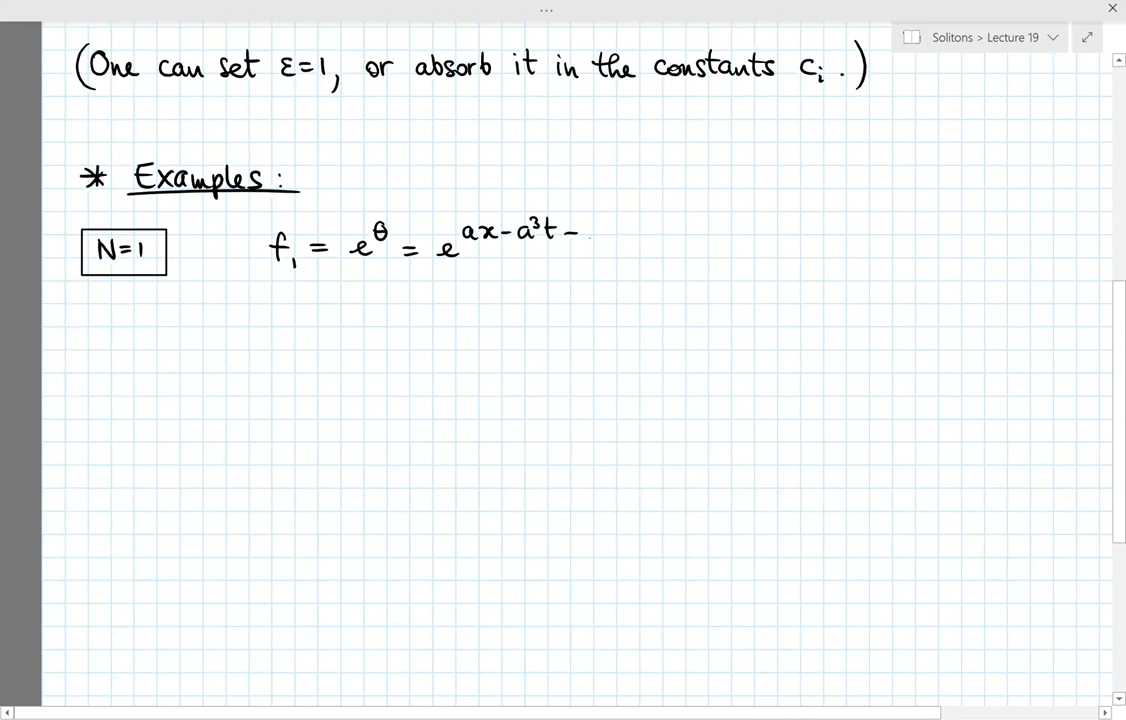 Solitons > Lecture 19
(One can set ε=1, or absorb it in the constants cᵢ.)
* Examples:
N=1 f₁ = e^θ = e^{ax-a³t-